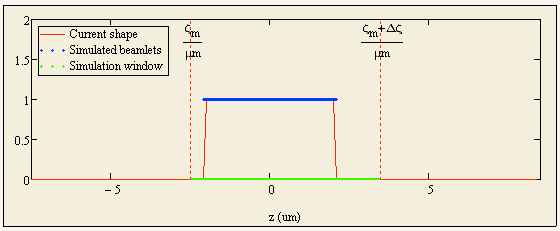 2
1.5
1
0.5
0
Current shape
Simulated beamlets
Simulation window
ζm
μm
ζm+Δζ
μm
−5
0
5
z (um)